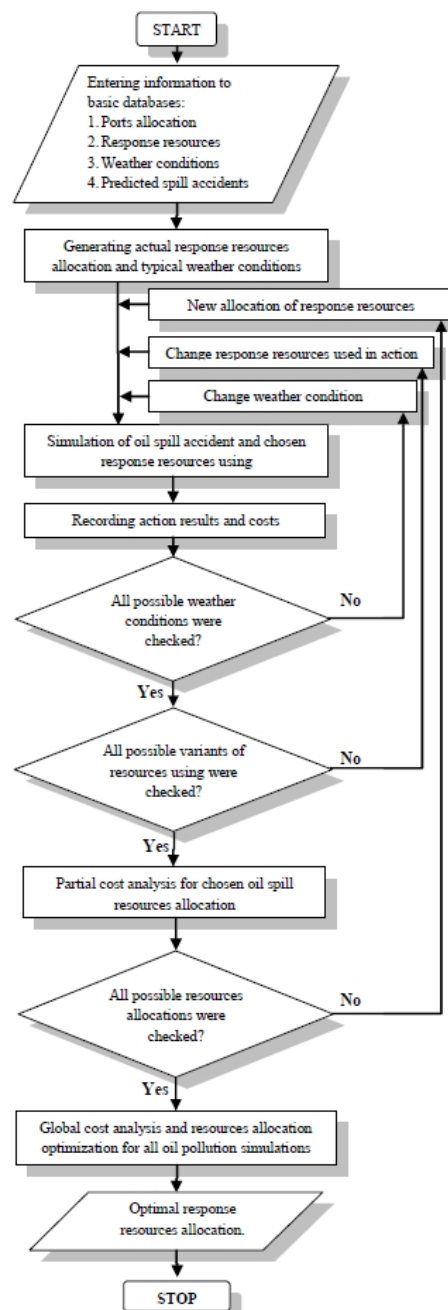 START
Entering information to
basic databases:
1. Ports allocation
2. Response resources
3. Weather conditions
4. Predicted spill accidents
Generating actual response resources
allocation and typical weather conditions
New allocation of response resources
Change response resources used in action
Change weather condition
Simulation of oil spill accident and chosen
response resources using
Recording action results and costs
All possible weather
conditions were
checked?
No
Yes
All possible variants of
resources using were
checked?
No
Yes
Partial cost analysis for chosen oil spill
resources allocation
All possible resources
allocations were
checked?
No
Yes
Global cost analysis and resources allocation
optimization for all oil pollution simulations
Optimal response
resources allocation.
STOP